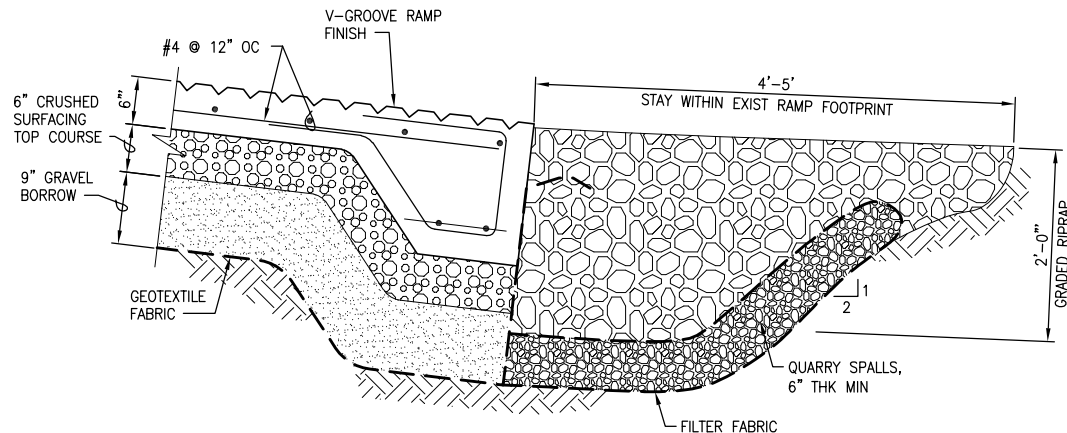 V-GROOVE RAMP
FINISH
#4 @ 12" OC
6"
6" CRUSHED
SURFACING
TOP COURSE
9" GRAVEL
BORROW
GEOTEXTILE
FABRIC
4'-5'
STAY WITHIN EXIST RAMP FOOTPRINT
2'-0"
GRADED RIPRAP
1
2
QUARRY SPALLS,
6" THK MIN
FILTER FABRIC